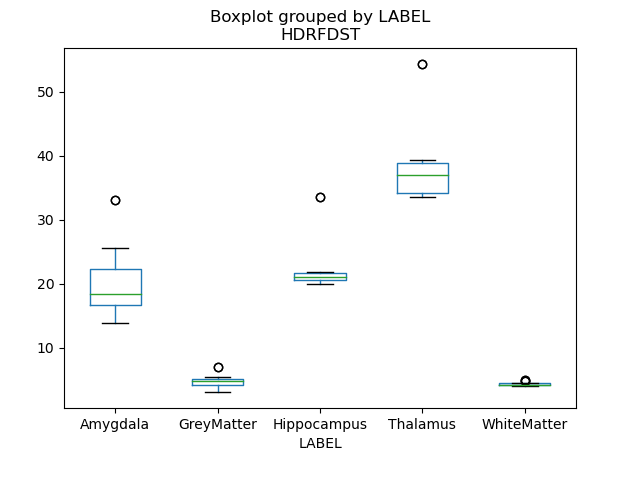 Boxplot grouped by LABEL
HDRFDST
50
40
30
20
10
Amygdala GreyMatter Hippocampus Thalamus WhiteMatter
LABEL